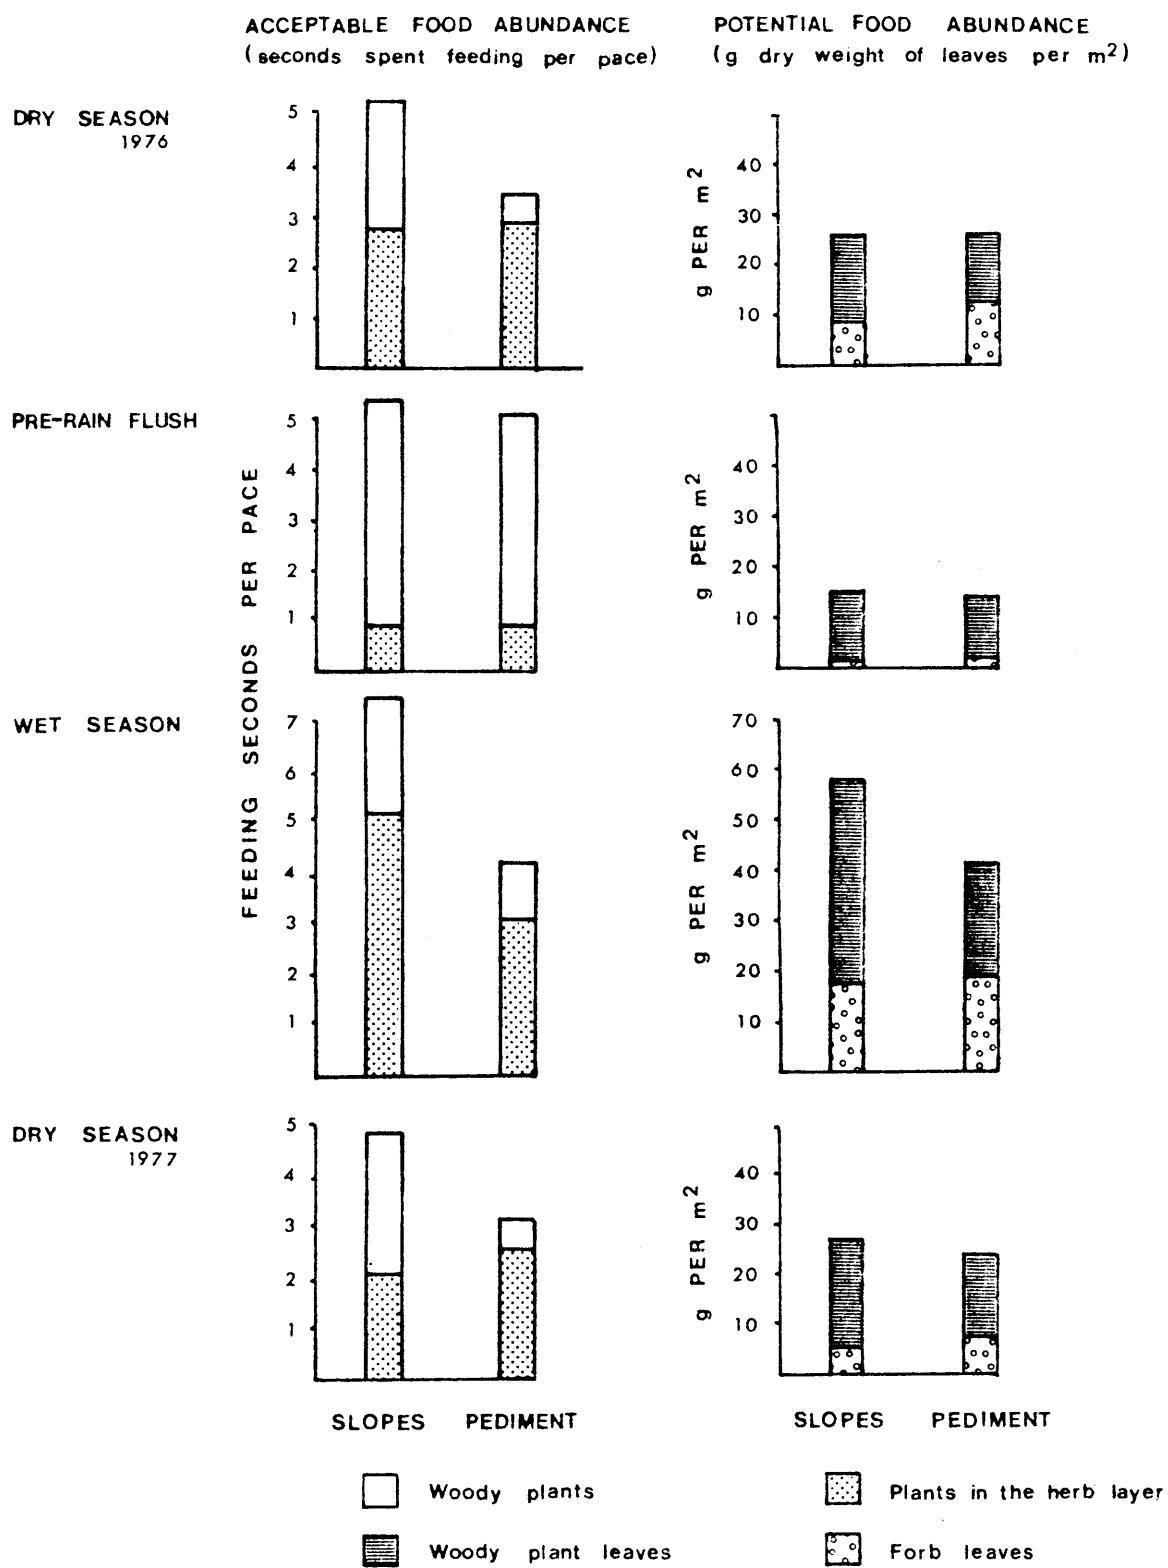 ACCEPTABLE FOOD ABUNDANCE
(seconds spent feeding per pace)
POTENTIAL FOOD ABUNDANCE
(g dry weight of leaves per m²)
DRY SEASON
1976
5
4
3
2
1
g PER m²
40
30
20
10
PRE-RAIN FLUSH
FEEDING SECONDS PER PACE
5
4
3
2
1
g PER m²
40
30
20
10
WET SEASON
7
6
5
4
3
2
1
g PER m²
70
60
50
40
30
20
10
DRY SEASON
1977
5
4
3
2
1
g PER m²
40
30
20
10
SLOPES PEDIMENT
SLOPES PEDIMENT
Woody plants
Plants in the herb layer
Woody plant leaves
Forb leaves